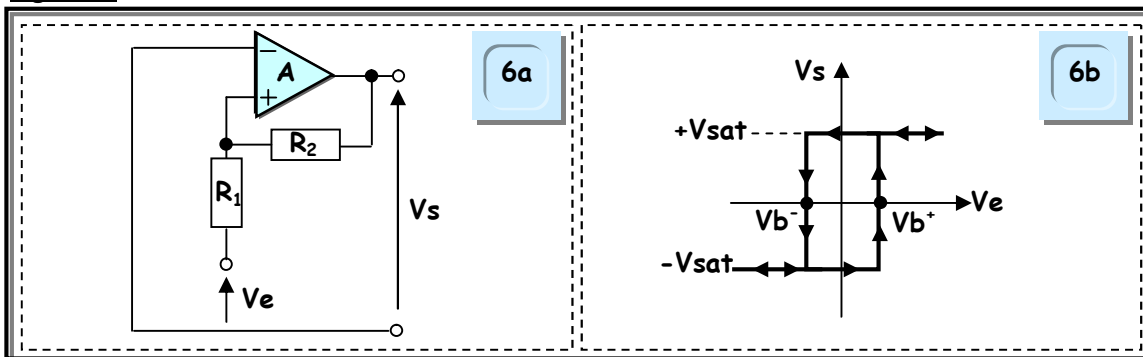 6a
A
−
+
R₂
R₁
Vs
Ve
6b
Vs
+Vsat
Ve
Vb⁻
Vb⁺
-Vsat